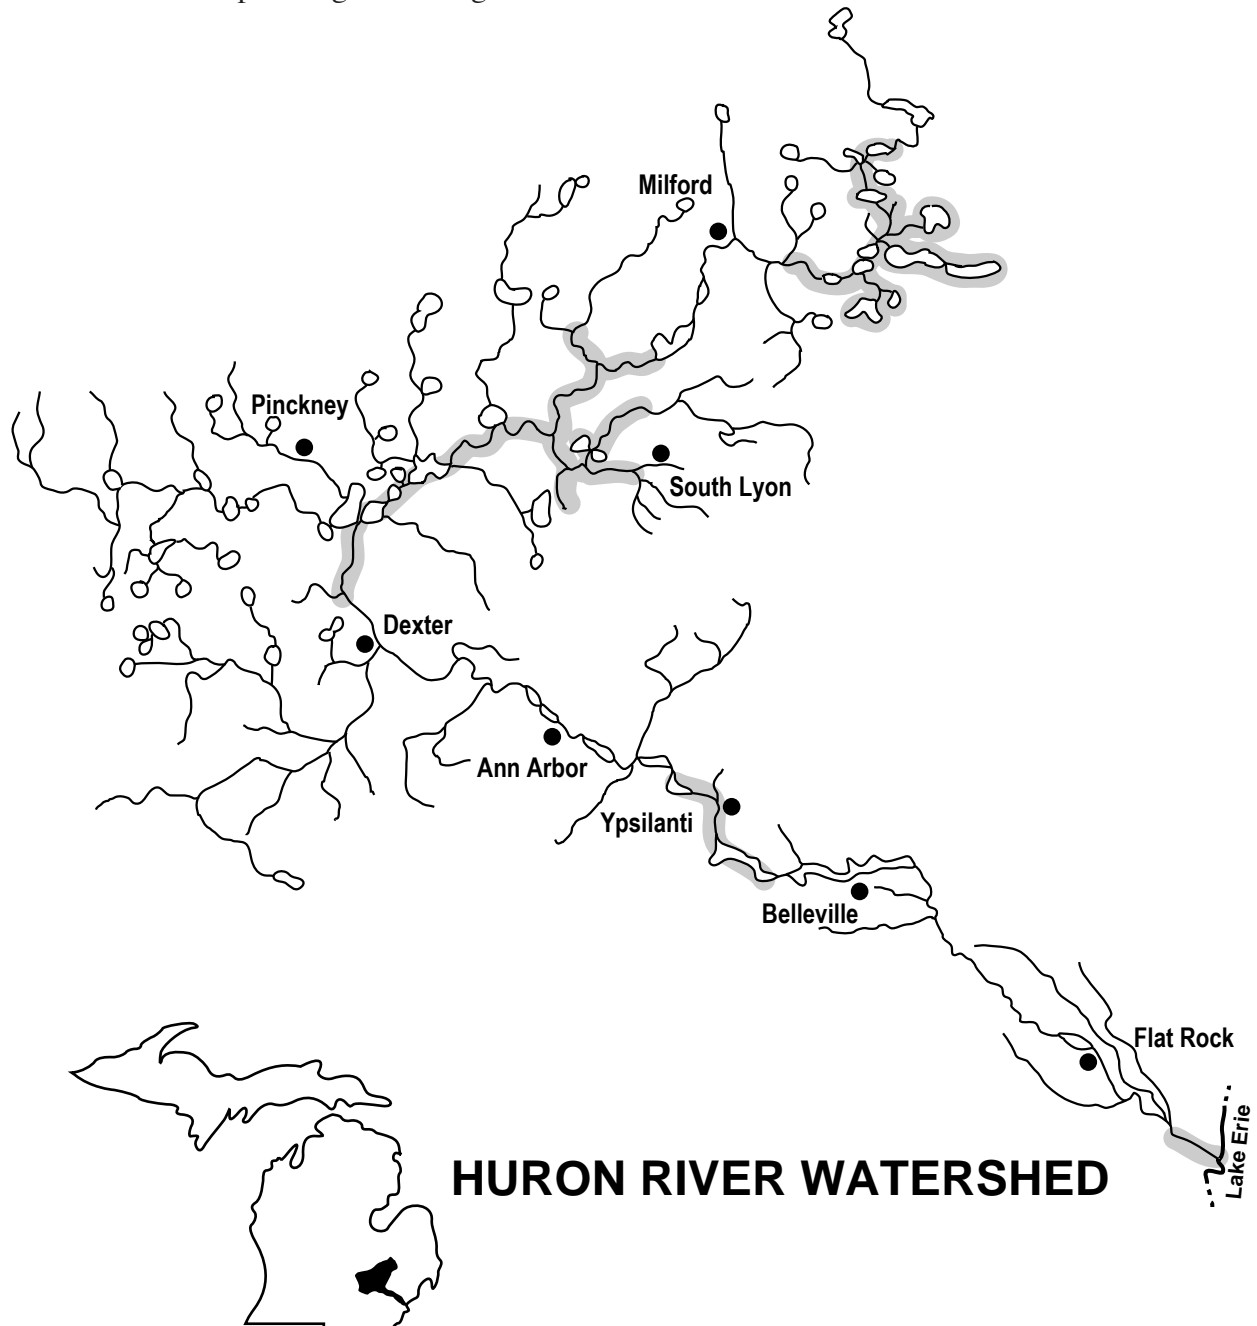 Milford
Pinckney
South Lyon
Dexter
Ann Arbor
Ypsilanti
Belleville
Flat Rock
Lake Erie
HURON RIVER WATERSHED